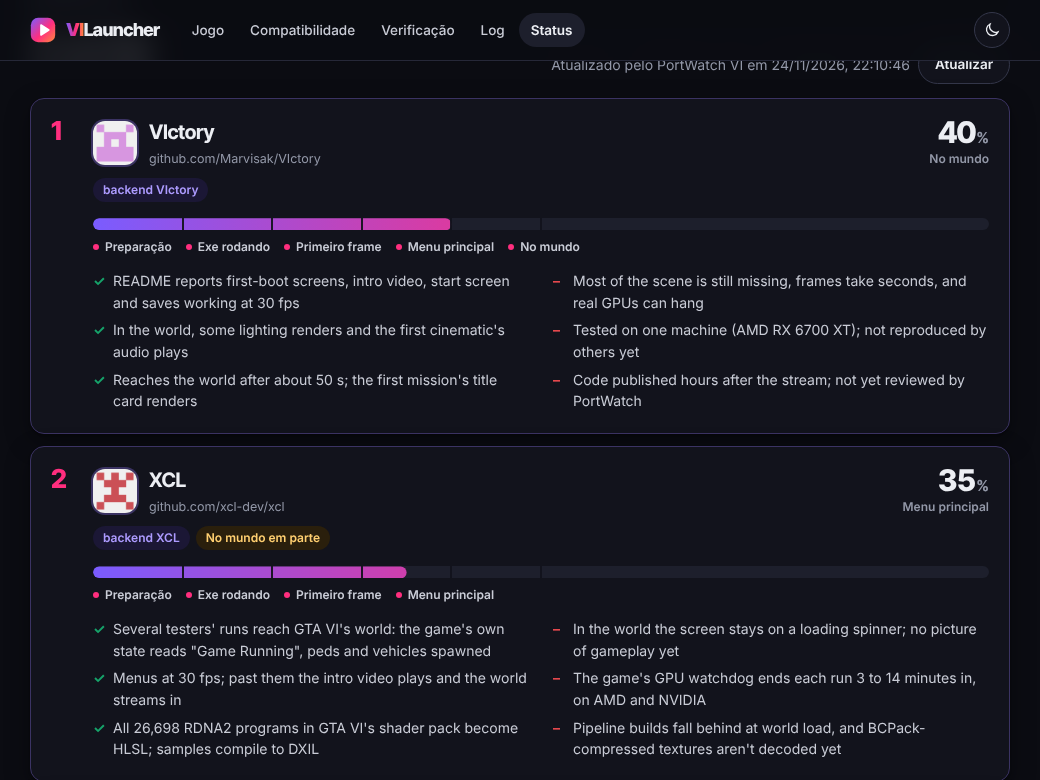 VILauncher
Jogo
Compatibilidade
Verificação
Log
Status
Atualizado pelo PortWatch VI em 24/11/2026, 22:10:46
Atualizar
1
VIctory
github.com/Marvisak/VIctory
40%
No mundo
backend VIctory
Preparação
Exe rodando
Primeiro frame
Menu principal
No mundo
README reports first-boot screens, intro video, start screen
and saves working at 30 fps
In the world, some lighting renders and the first cinematic's
audio plays
Reaches the world after about 50 s; the first mission's title
card renders
Most of the scene is still missing, frames take seconds, and
real GPUs can hang
Tested on one machine (AMD RX 6700 XT); not reproduced by
others yet
Code published hours after the stream; not yet reviewed by
PortWatch
2
XCL
github.com/xcl-dev/xcl
35%
Menu principal
backend XCL
No mundo em parte
Preparação
Exe rodando
Primeiro frame
Menu principal
Several testers' runs reach GTA VI's world: the game's own
state reads "Game Running", peds and vehicles spawned
Menus at 30 fps; past them the intro video plays and the world
streams in
All 26,698 RDNA2 programs in GTA VI's shader pack become
HLSL; samples compile to DXIL
In the world the screen stays on a loading spinner; no picture
of gameplay yet
The game's GPU watchdog ends each run 3 to 14 minutes in,
on AMD and NVIDIA
Pipeline builds fall behind at world load, and BCPack-
compressed textures aren't decoded yet